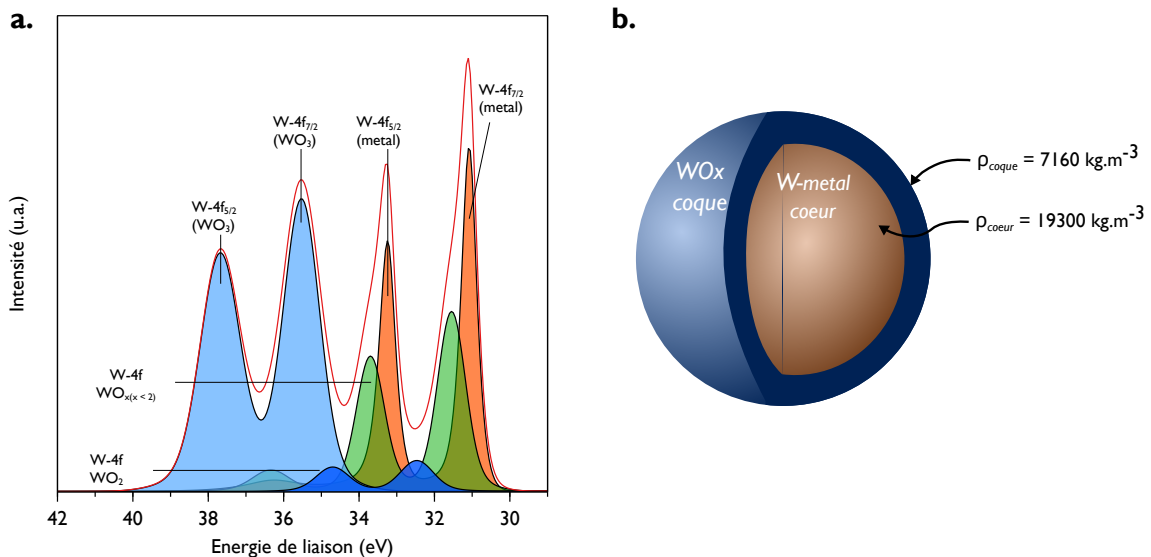 a.
W-4f7/2
(metal)
W-4f7/2
(WO3)
W-4f5/2
(metal)
W-4f5/2
(WO3)
W-4f
WOx(x < 2)
W-4f
WO2
Intensité (u.a.)
42 40 38 36 34 32 30
Energie de liaison (eV)
b.
WOx
coque
W-metal
coeur
ρcoque = 7160 kg.m-3
ρcoeur = 19300 kg.m-3